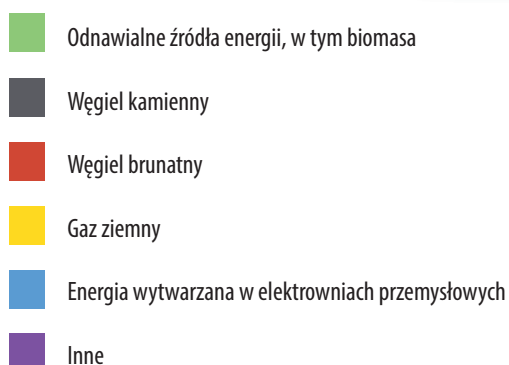 Odnawialne źródła energii, w tym biomasa
Węgiel kamienny
Węgiel brunatny
Gaz ziemny
Energia wytwarzana w elektrowniach przemysłowych
Inne